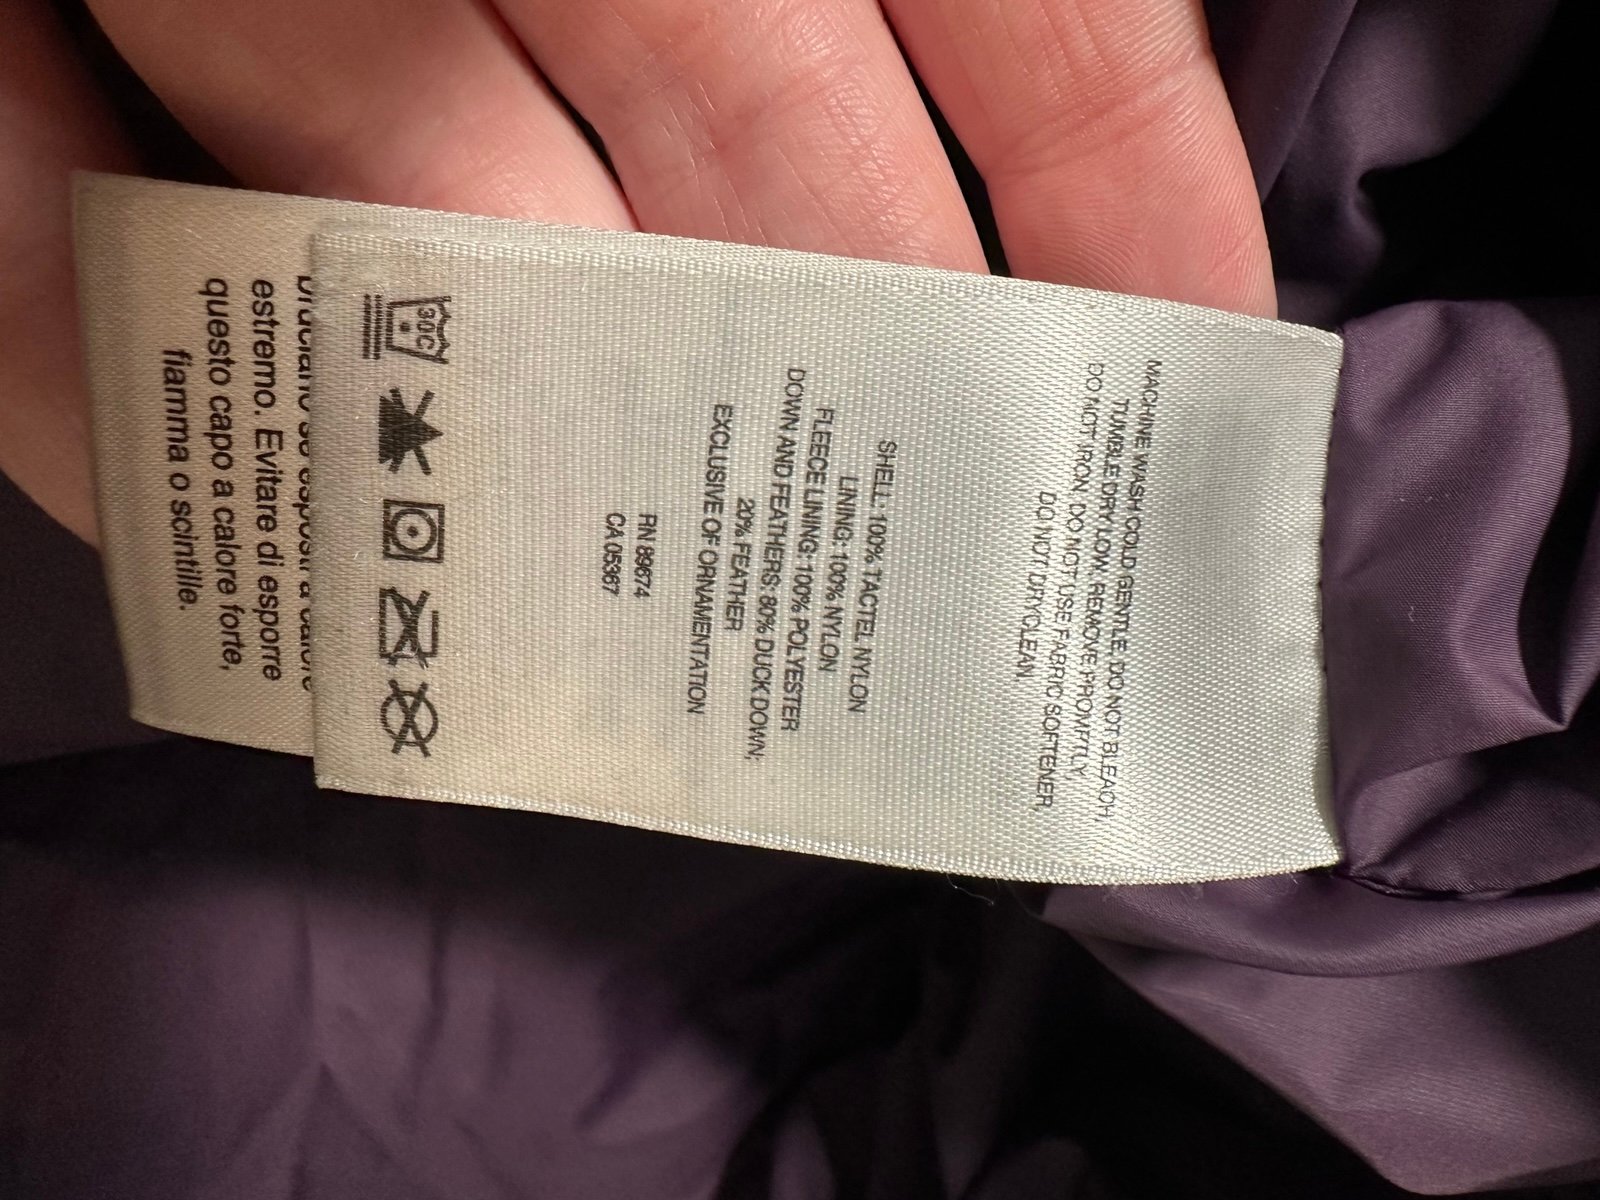 MACHINE WASH COLD GENTLE, DO NOT BLEACH,
TUMBLE DRY LOW, REMOVE PROMPTLY,
DO NOT IRON, DO NOT USE FABRIC SOFTENER,
DO NOT DRYCLEAN.
SHELL: 100% TACTEL NYLON
LINING: 100% NYLON
FLEECE LINING: 100% POLYESTER
DOWN AND FEATHERS: 80% DUCK DOWN;
20% FEATHER
EXCLUSIVE OF ORNAMENTATION
RN 89674
CA 05367
30C
estremo. Evitare di esporre
questo capo a calore forte,
fiamma o scintille.